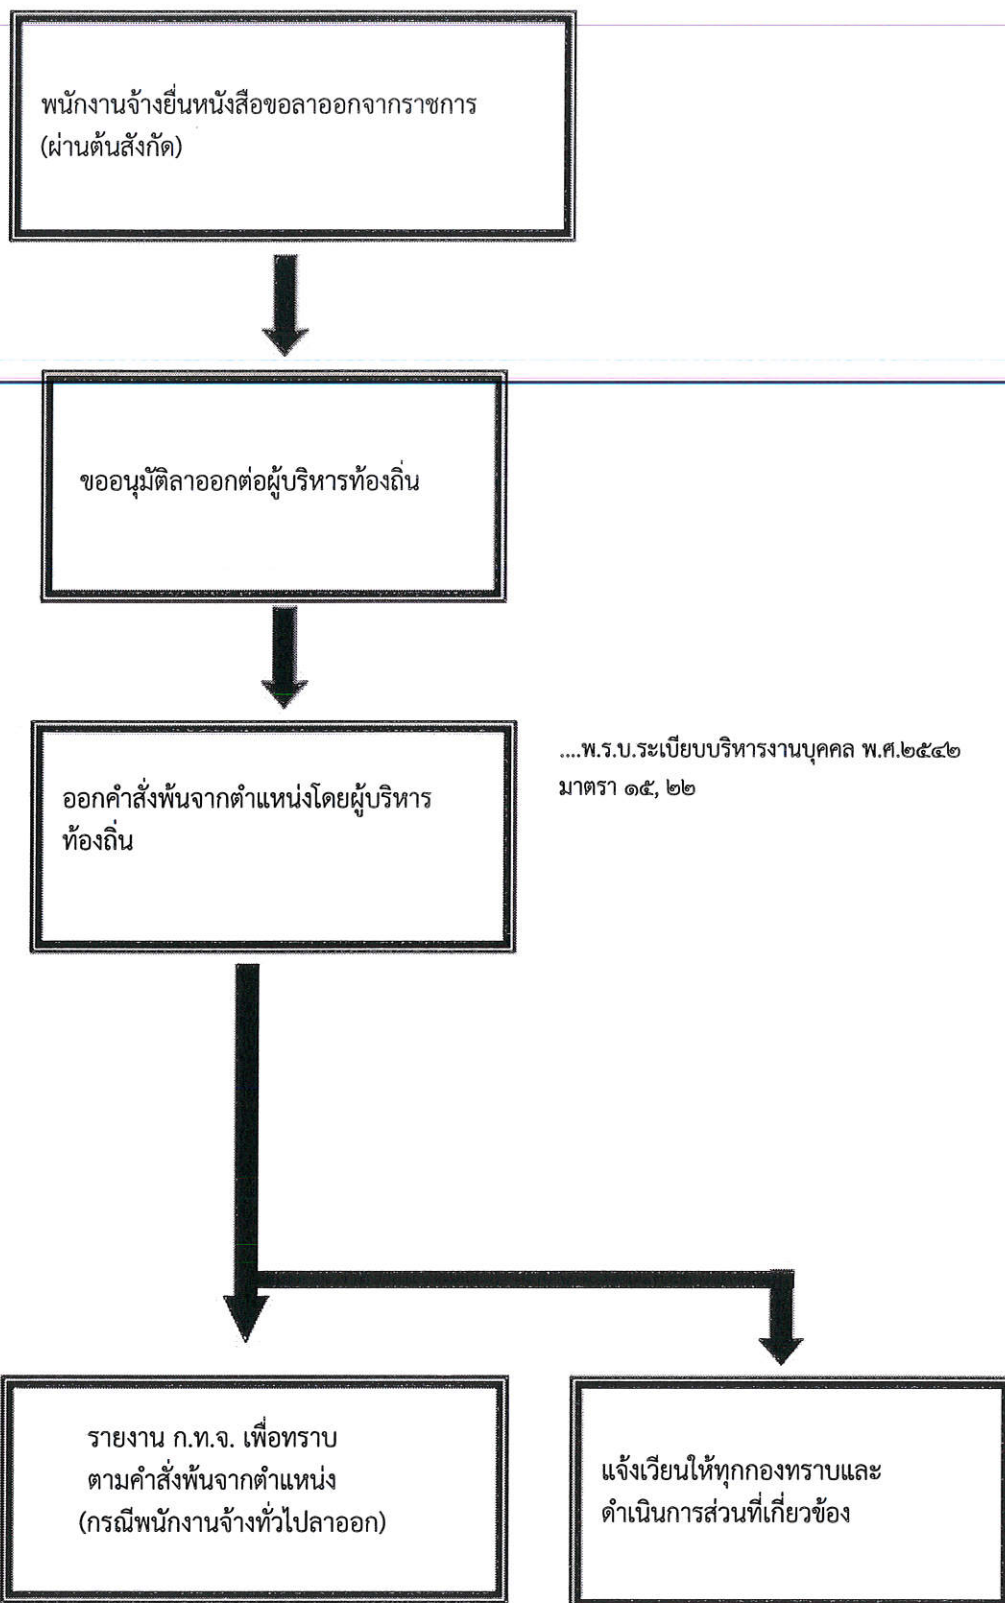 พนักงานจ้างยื่นหนังสือขอลาออกจากราชการ
(ผ่านต้นสังกัด)
ขออนุมัติลาออกต่อผู้บริหารท้องถิ่น
ออกคำสั่งพ้นจากตำแหน่งโดยผู้บริหาร
ท้องถิ่น
....พ.ร.บ.ระเบียบบริหารงานบุคคล พ.ศ.๒๕๔๒
มาตรา ๑๕, ๒๒
รายงาน ก.ท.จ. เพื่อทราบ
ตามคำสั่งพ้นจากตำแหน่ง
(กรณีพนักงานจ้างทั่วไปลาออก)
แจ้งเวียนให้ทุกกองทราบและ
ดำเนินการส่วนที่เกี่ยวข้อง